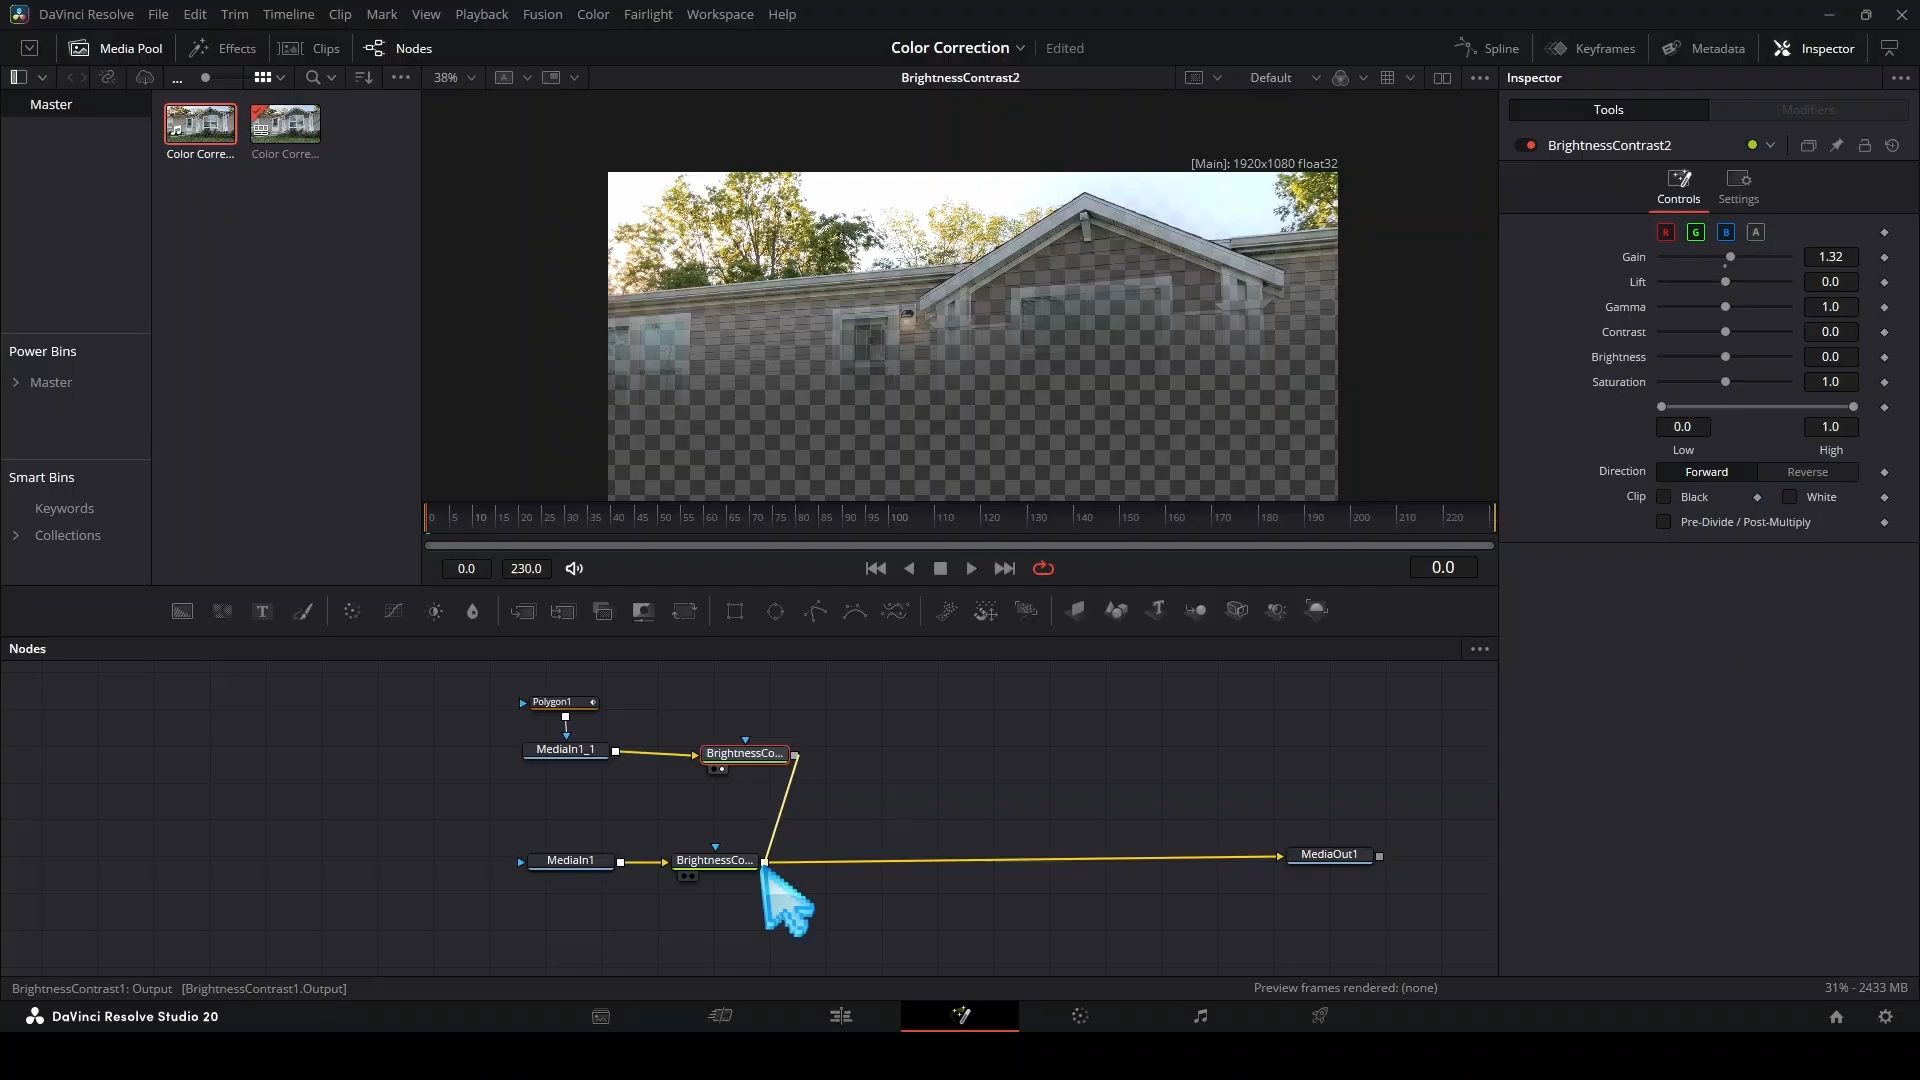 DaVinci Resolve File Edit Trim Timeline Clip Mark View Playback Fusion Color Fairlight Workspace Help
Media Pool Effects Clips Nodes Color Correction Edited Spline Keyframes Metadata Inspector
... 38% BrightnessContrast2 Default Inspector
Master
Tools Modifiers
BrightnessContrast2
Color Corre... Color Corre...
[Main]: 1920x1080 float32
Controls Settings
R G B A
Gain 1.32
Lift 0.0
Gamma 1.0
Contrast 0.0
Brightness 0.0
Saturation 1.0
0.0 1.0
Low High
Direction Forward Reverse
Clip Black White
Pre-Divide / Post-Multiply
Power Bins
Master
Smart Bins
Keywords
Collections
0 5 10 15 20 25 30 35 40 45 50 55 60 65 70 75 80 85 90 95 100 110 120 130 140 150 160 170 180 190 200 210 220
0.0 230.0 0.0
T T
Nodes
Polygon1
MediaIn1_1 BrightnessCo...
MediaIn1 BrightnessCo... MediaOut1
BrightnessContrast1: Output [BrightnessContrast1.Output] Preview frames rendered: (none) 31% - 2433 MB
DaVinci Resolve Studio 20